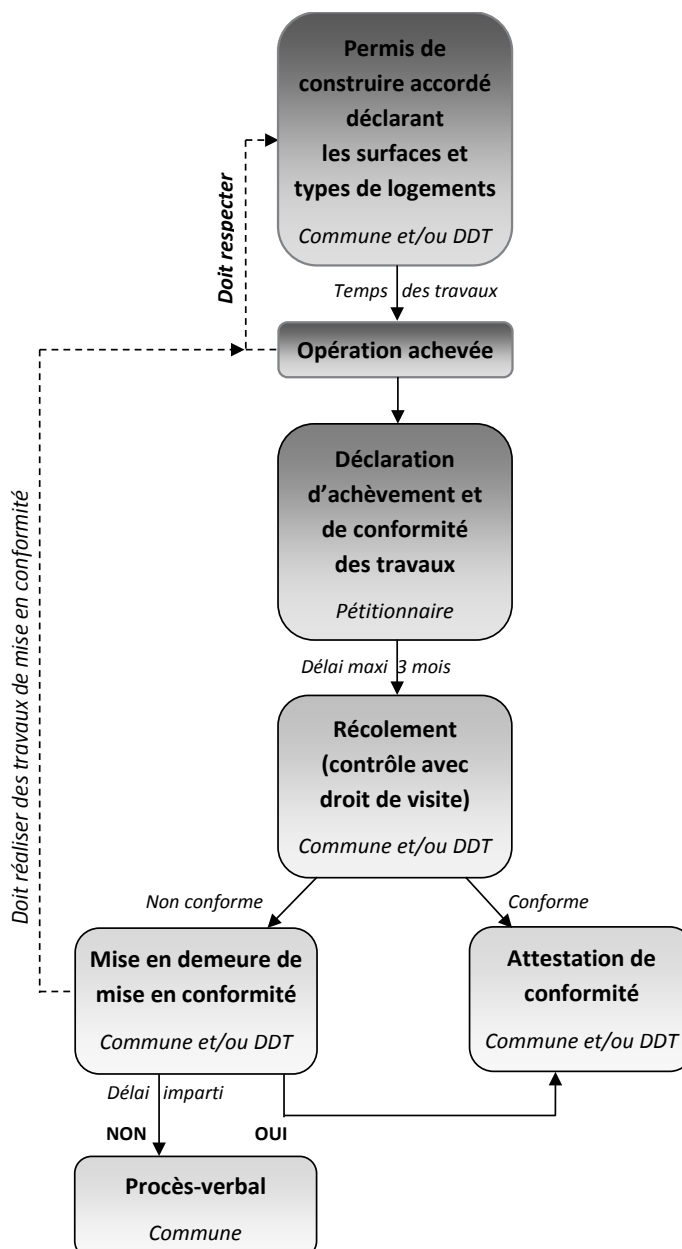 Permis de
construire accordé
déclarant
les surfaces et
types de logements
Commune et/ou DDT
Doit respecter
Temps des travaux
Opération achevée
Déclaration
d’achèvement et
de conformité
des travaux
Pétitionnaire
Doit réaliser des travaux de mise en conformité
Délai maxi 3 mois
Récolement
(contrôle avec
droit de visite)
Commune et/ou DDT
Non conforme
Conforme
Mise en demeure de
mise en conformité
Commune et/ou DDT
Attestation de
conformité
Commune et/ou DDT
Délai imparti
NON
OUI
Procès-verbal
Commune